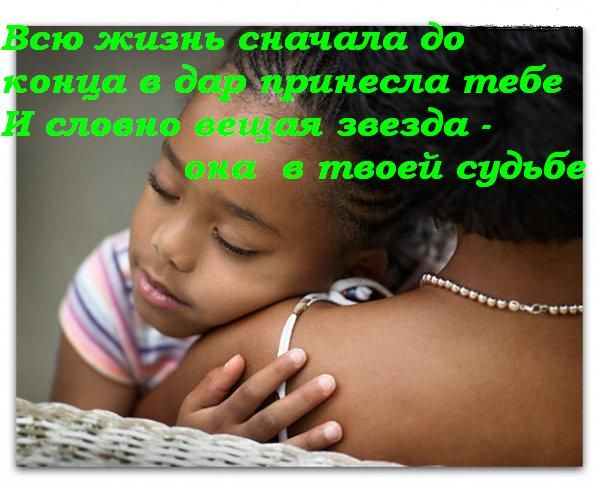 Всю жизнь сначала до
конца в дар принесла тебе
И словно вещая звезда -
она в твоей судьбе